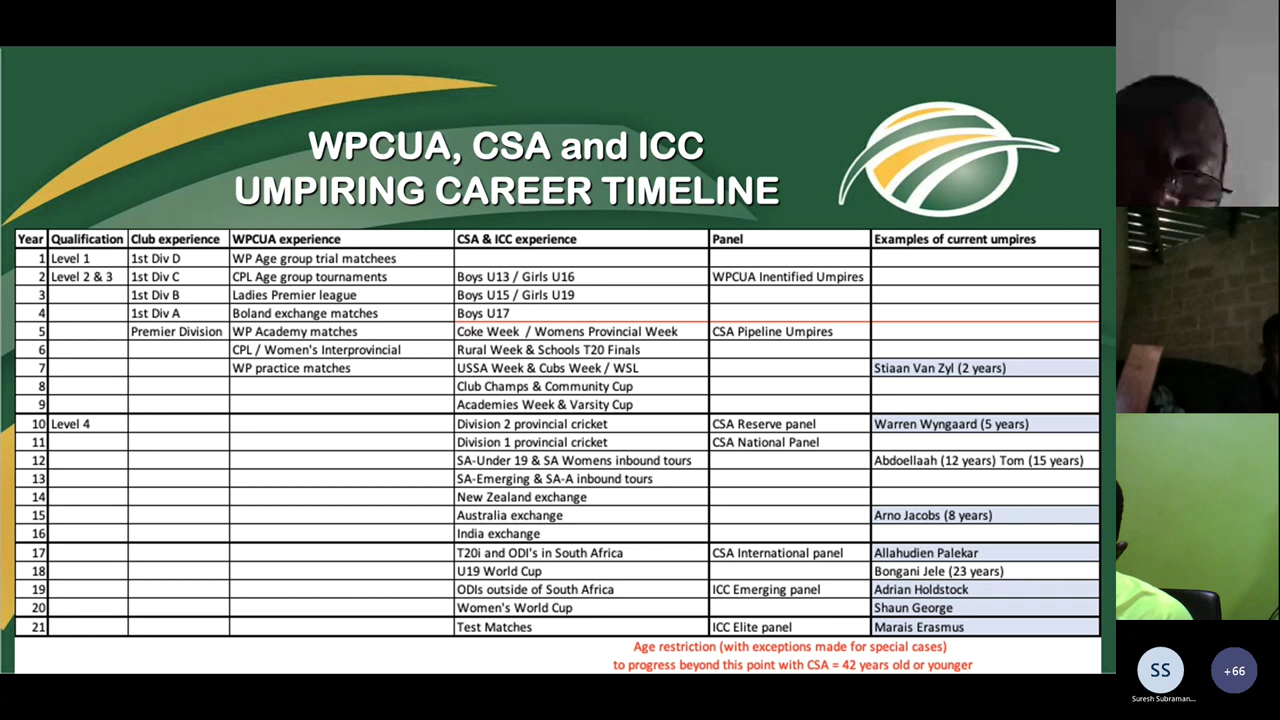 WPCUA, CSA and ICC
UMPIRING CAREER TIMELINE
Year Qualification Club experience WPCUA experience CSA & ICC experience Panel Examples of current umpires
1 Level 1 1st Div D WP Age group trial matchees
2 Level 2 & 3 1st Div C CPL Age group tournaments Boys U13 / Girls U16 WPCUA Inentified Umpires
3 1st Div B Ladies Premier league Boys U15 / Girls U19
4 1st Div A Boland exchange matches Boys U17
5 Premier Division WP Academy matches Coke Week / Womens Provincial Week CSA Pipeline Umpires
6 CPL / Women's Interprovincial Rural Week & Schools T20 Finals
7 WP practice matches USSA Week & Cubs Week / WSL Stiaan Van Zyl (2 years)
8 Club Champs & Community Cup
9 Academies Week & Varsity Cup
10 Level 4 Division 2 provincial cricket CSA Reserve panel Warren Wyngaard (5 years)
11 Division 1 provincial cricket CSA National Panel
12 SA-Under 19 & SA Womens inbound tours Abdoellaah (12 years) Tom (15 years)
13 SA-Emerging & SA-A inbound tours
14 New Zealand exchange
15 Australia exchange Arno Jacobs (8 years)
16 India exchange
17 T20i and ODI's in South Africa CSA International panel Allahudien Palekar
18 U19 World Cup Bongani Jele (23 years)
19 ODIs outside of South Africa ICC Emerging panel Adrian Holdstock
20 Women's World Cup Shaun George
21 Test Matches ICC Elite panel Marais Erasmus
Age restriction (with exceptions made for special cases)
to progress beyond this point with CSA = 42 years old or younger
SS +66
Suresh Subraman...